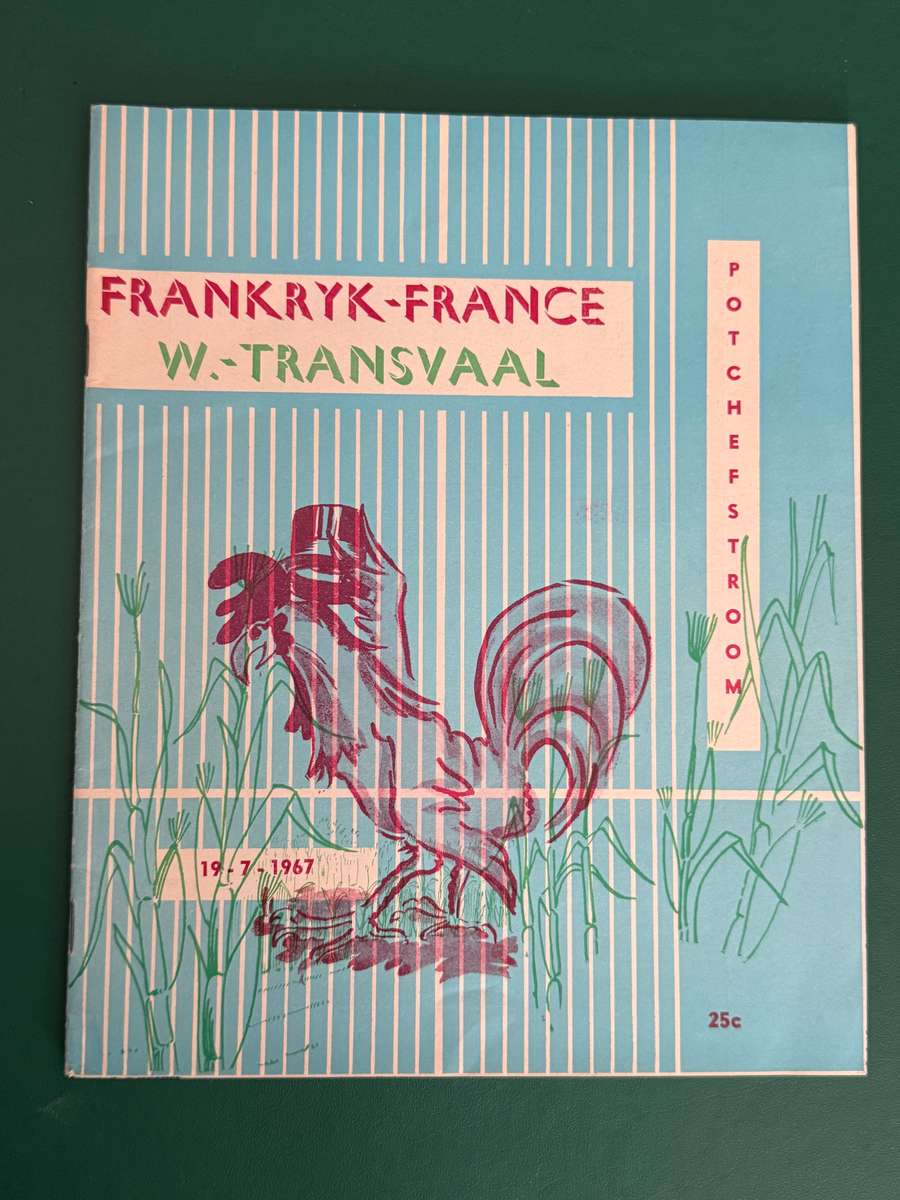 FRANKRYK-FRANCE
W.-TRANSVAAL
POTCHEFSTROOM
19-7-1967
25c